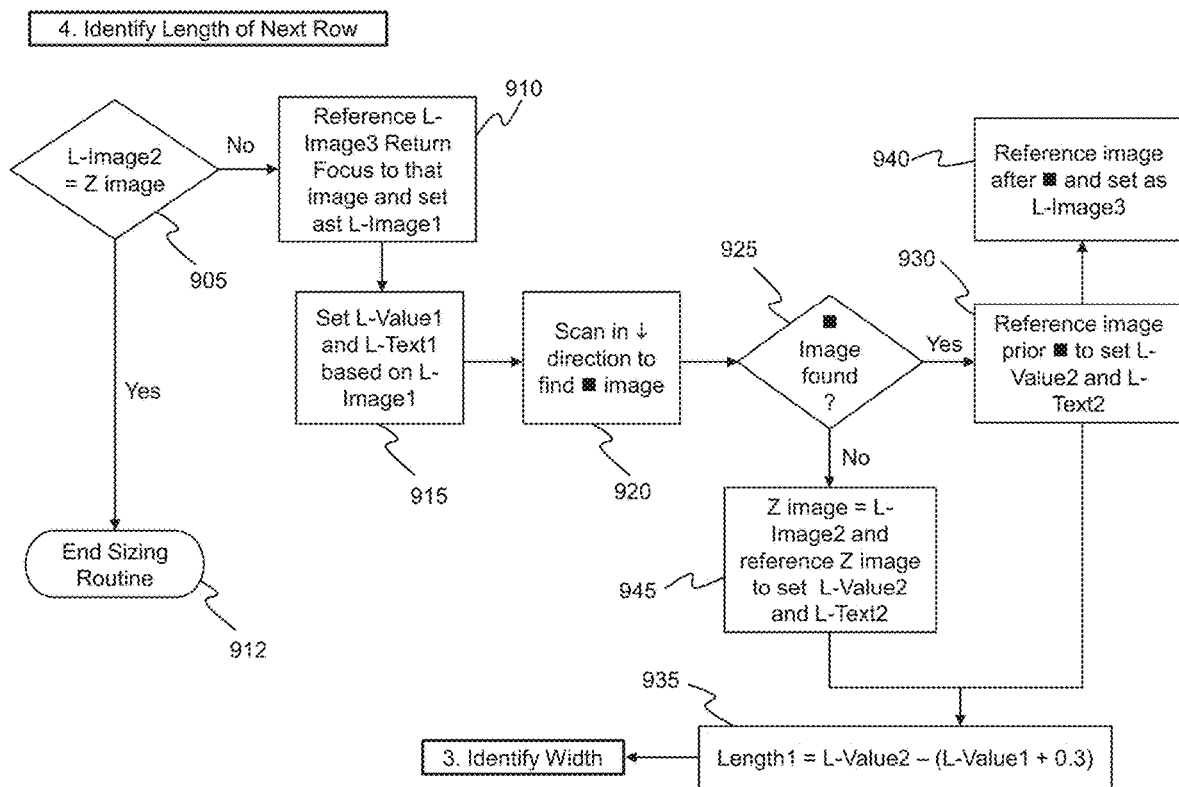 4. Identify Length of Next Row
L-Image2
= Z image
905
No
Yes
End Sizing
Routine
912
Reference L-
Image3 Return
Focus to that
image and set
ast L-Image1
910
Set L-Value1
and L-Text1
based on L-
Image1
915
Scan in ↓
direction to
find ■ image
920
925
■
Image
found
?
Yes
No
930
Reference image
prior ■ to set L-
Value2 and L-
Text2
940
Reference image
after ■ and set as
L-Image3
Z image = L-
Image2 and
reference Z image
to set L-Value2
and L-Text2
945
935
Length1 = L-Value2 – (L-Value1 + 0.3)
3. Identify Width